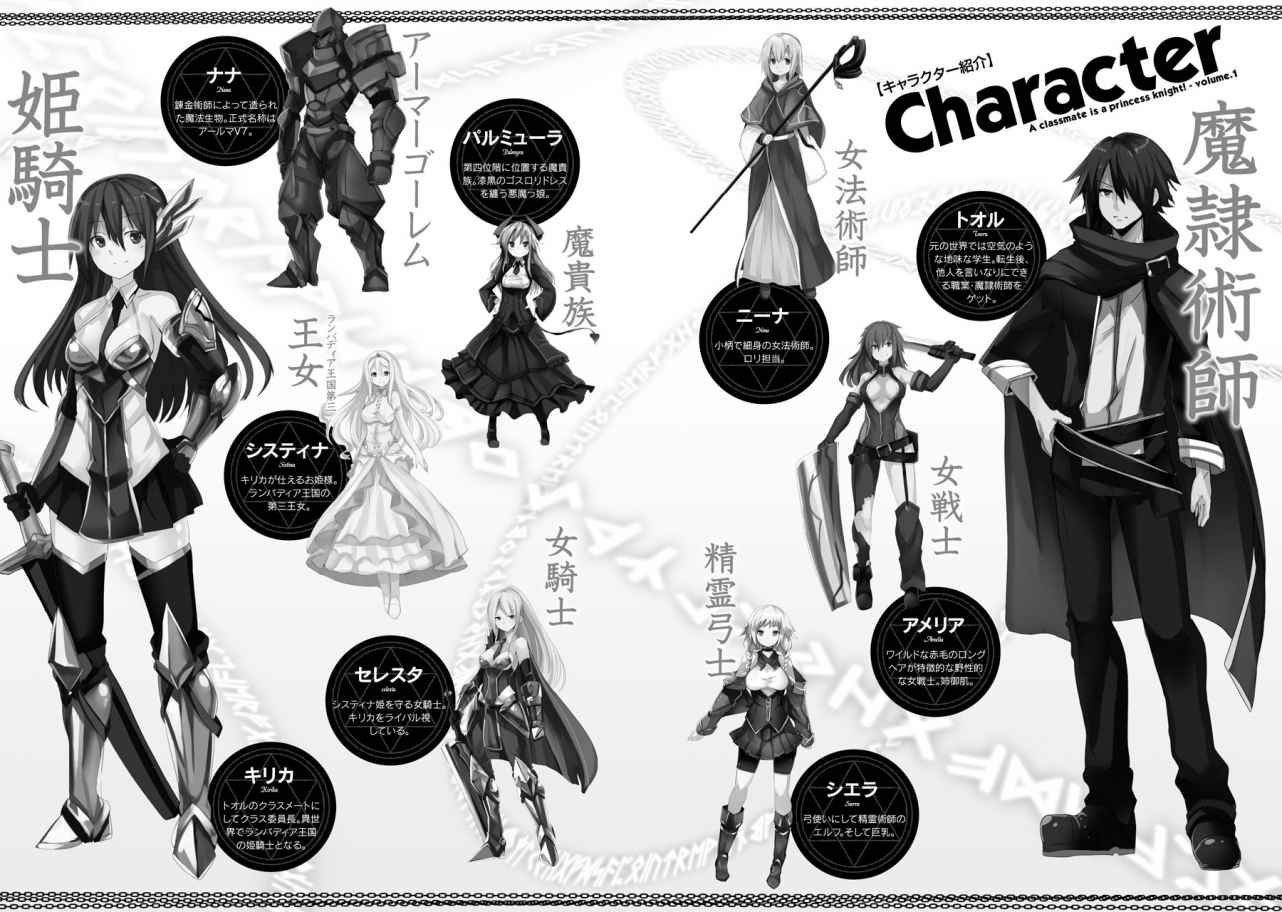 【キャラクター紹介】
Character
A classmate is a princess knight! - volume.1
魔隷術師
トオル
Tooru
元の世界では空気のよう
な地味な学生。転生後、
他人を言いなりにでき
る職業・魔隷術師を
ゲット。
女法術師
ニーナ
Nina
小柄で細身の女法術師。
ロリ担当。
女戦士
アメリア
Amelia
ワイルドな赤毛のロング
ヘアが特徴的な野性的
な女戦士。姉御肌。
精霊弓士
シエラ
Sierra
弓使いにして精霊術師の
エルフ。そして巨乳。
魔貴族
パルミューラ
Palmyra
第四位階に位置する魔貴
族。漆黒のゴスロリドレス
を纏う悪魔っ娘。
アーマーゴーレム
ナナ
Nana
錬金術師によって造られ
た魔法生物。正式名称は
アールマV7。
ランバディア王国第三
王女
システィナ
Sistina
キリカが仕えるお姫様。
ランバディア王国の
第三王女。
女騎士
セレスタ
celesta
システィナ姫を守る女騎士。
キリカをライバル視
している。
姫騎士
キリカ
Kirika
トオルのクラスメートに
してクラス委員長。異世
界でランバディア王国
の姫騎士となる。